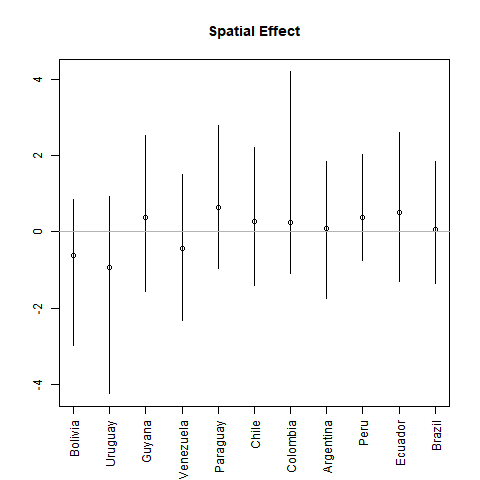 Spatial Effect
4
2
0
-2
-4
Bolivia
Uruguay
Guyana
Venezuela
Paraguay
Chile
Colombia
Argentina
Peru
Ecuador
Brazil